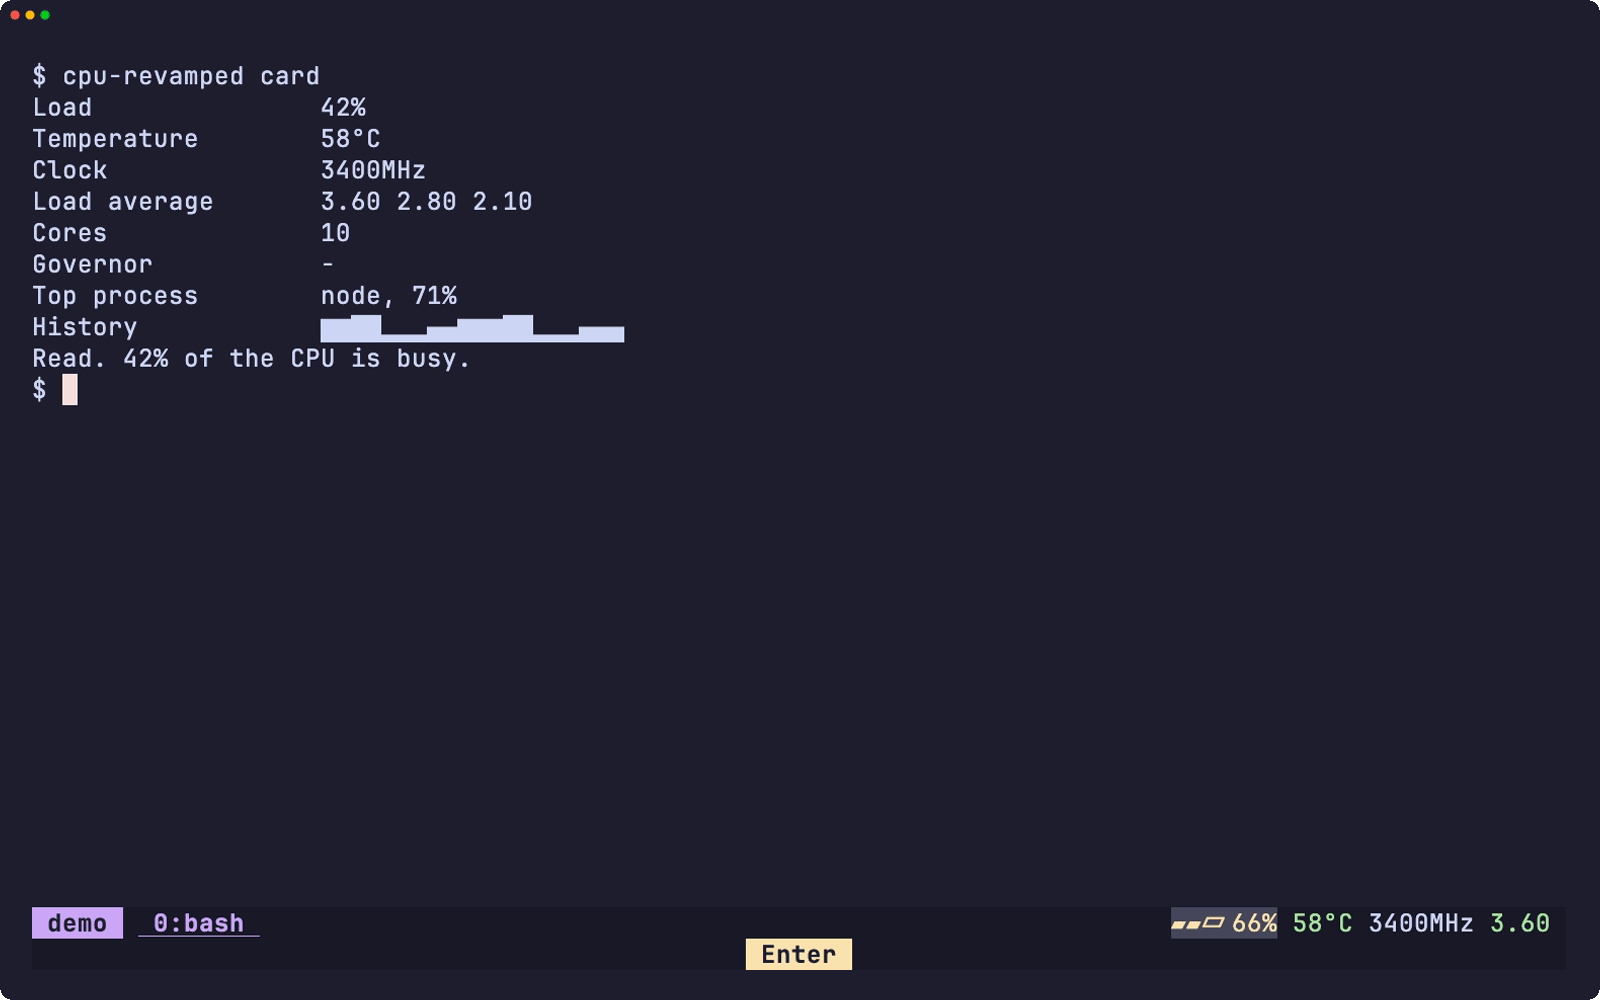 $ cpu-revamped card
Load 42%
Temperature 58°C
Clock 3400MHz
Load average 3.60 2.80 2.10
Cores 10
Governor -
Top process node, 71%
History
Read. 42% of the CPU is busy.
$
demo 0:bash 66% 58°C 3400MHz 3.60
Enter